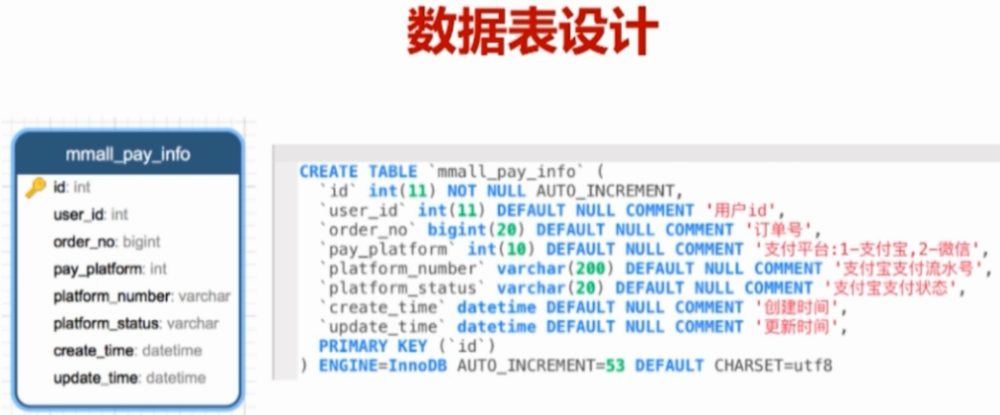 数据表设计
mmall_pay_info
id: int
user_id: int
order_no: bigint
pay_platform: int
platform_number: varchar
platform_status: varchar
create_time: datetime
update_time: datetime
CREATE TABLE `mmall_pay_info` (
`id` int(11) NOT NULL AUTO_INCREMENT,
`user_id` int(11) DEFAULT NULL COMMENT '用户id',
`order_no` bigint(20) DEFAULT NULL COMMENT '订单号',
`pay_platform` int(10) DEFAULT NULL COMMENT '支付平台:1-支付宝,2-微信',
`platform_number` varchar(200) DEFAULT NULL COMMENT '支付宝支付流水号',
`platform_status` varchar(20) DEFAULT NULL COMMENT '支付宝支付状态',
`create_time` datetime DEFAULT NULL COMMENT '创建时间',
`update_time` datetime DEFAULT NULL COMMENT '更新时间',
PRIMARY KEY (`id`)
) ENGINE=InnoDB AUTO_INCREMENT=53 DEFAULT CHARSET=utf8